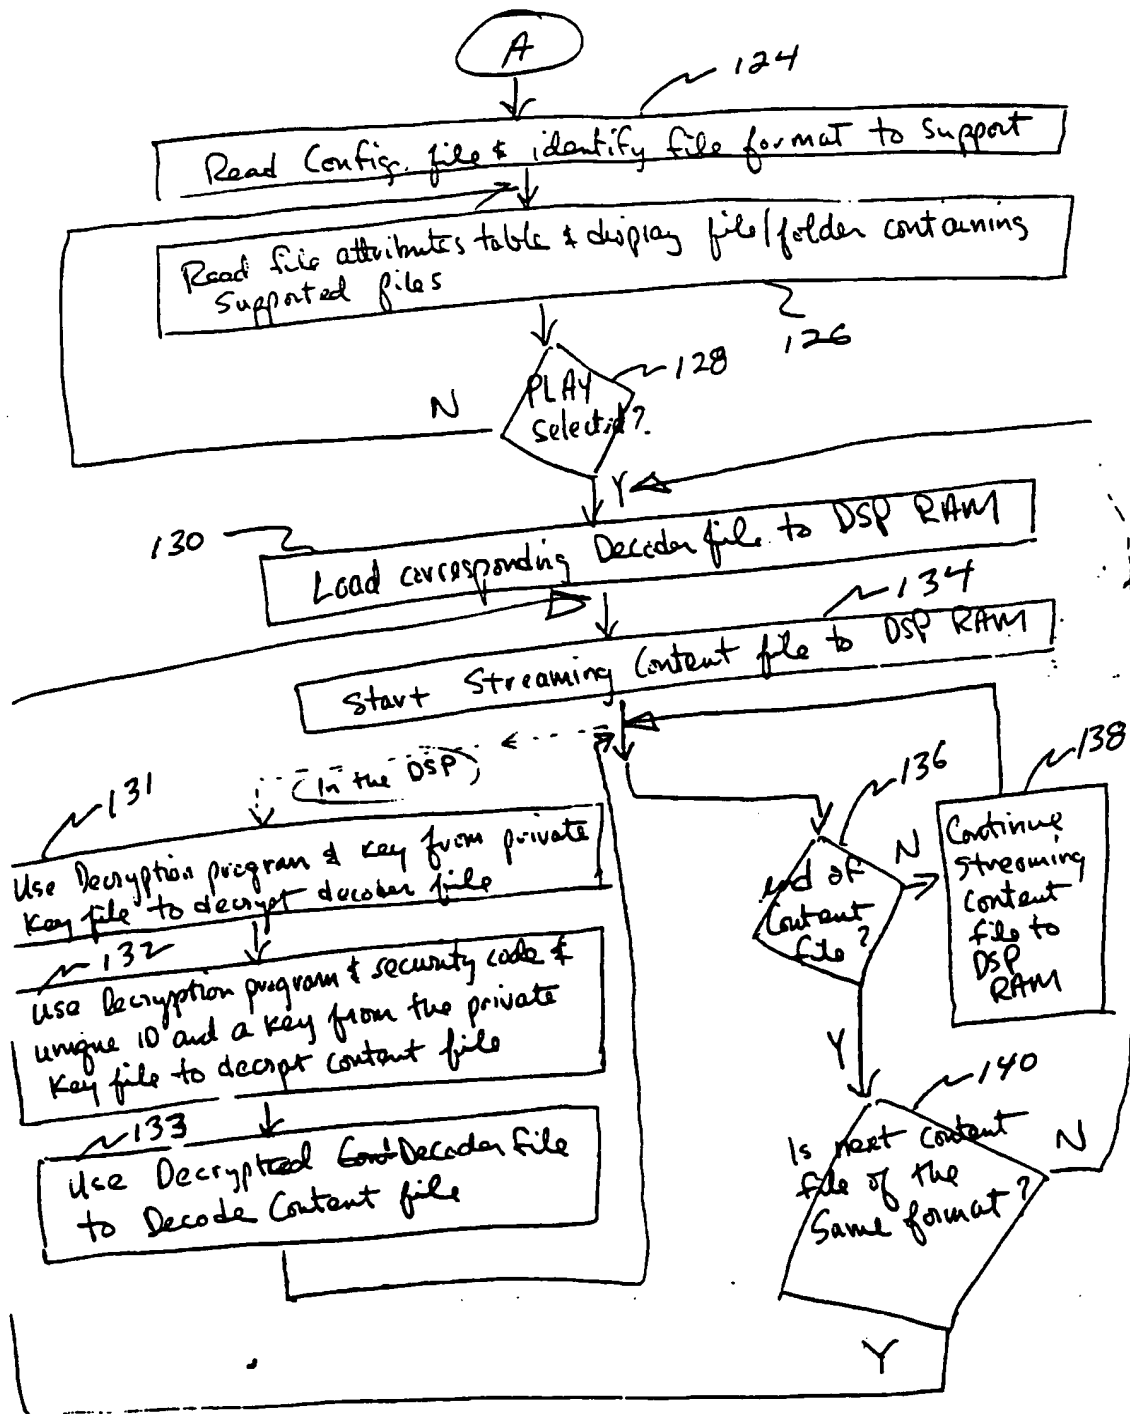 A
124
Read Config. file & identify file format to support
Read file attributes table & display file/folder containing
Supported files
126
128
PLAY
selected?
N
Y
130
Load corresponding Decoder file to DSP RAM
134
Start Streaming Content file to DSP RAM
(In the DSP)
131
Use Decryption program & key from private
key file to decrypt decoder file
132
Use Decryption program & security code &
unique ID and a key from the private
key file to decrypt content file
133
Use Decrypted Decoder file
to Decode Content file
136
end of
Content
file?
N
138
Continue
streaming
content
file to
DSP
RAM
Y
140
Is next content
file of the
Same format?
N
Y